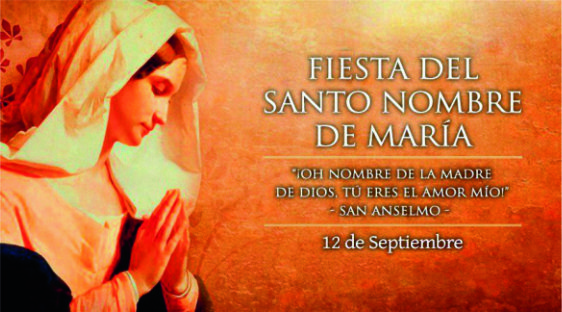 FIESTA DEL
SANTO NOMBRE
DE MARÍA
"¡OH NOMBRE DE LA MADRE
DE DIOS, TÚ ERES EL AMOR MÍO!"
- SAN ANSELMO -
12 de Septiembre